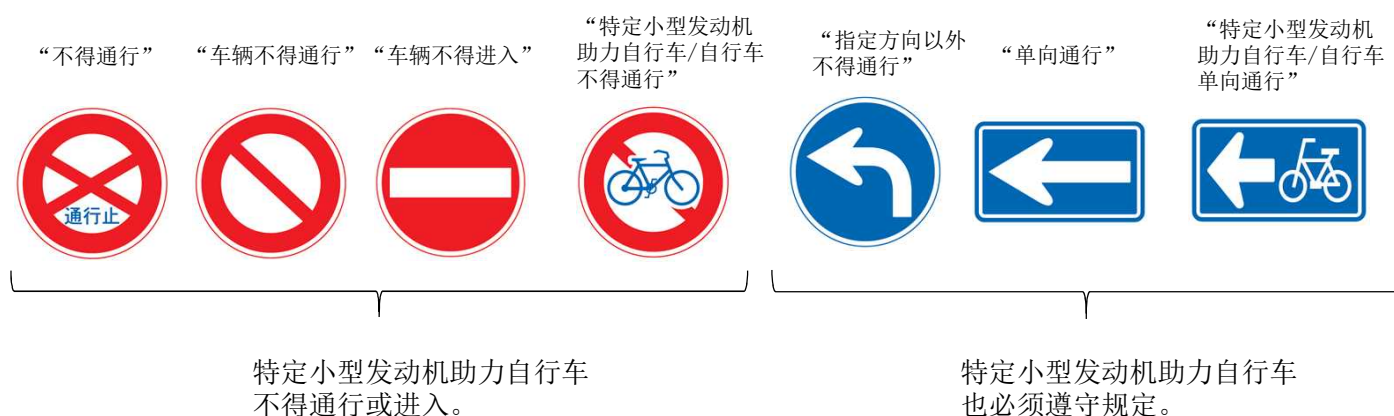 “不得通行”
“车辆不得通行”
“车辆不得进入”
“特定小型发动机
助力自行车/自行车
不得通行”
“指定方向以外
不得通行”
“单向通行”
“特定小型发动机
助力自行车/自行车
单向通行”
通行止
特定小型发动机助力自行车
不得通行或进入。
特定小型发动机助力自行车
也必须遵守规定。